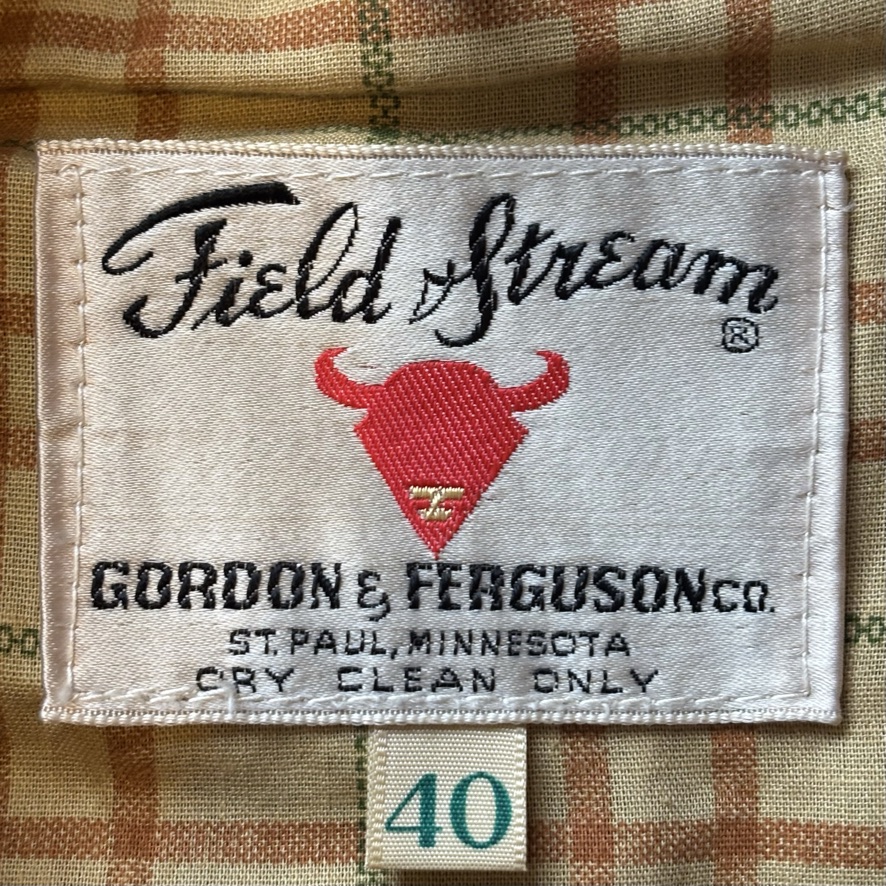 Field & Stream
®
GORDON & FERGUSON CO.
ST. PAUL, MINNESOTA
DRY CLEAN ONLY
40